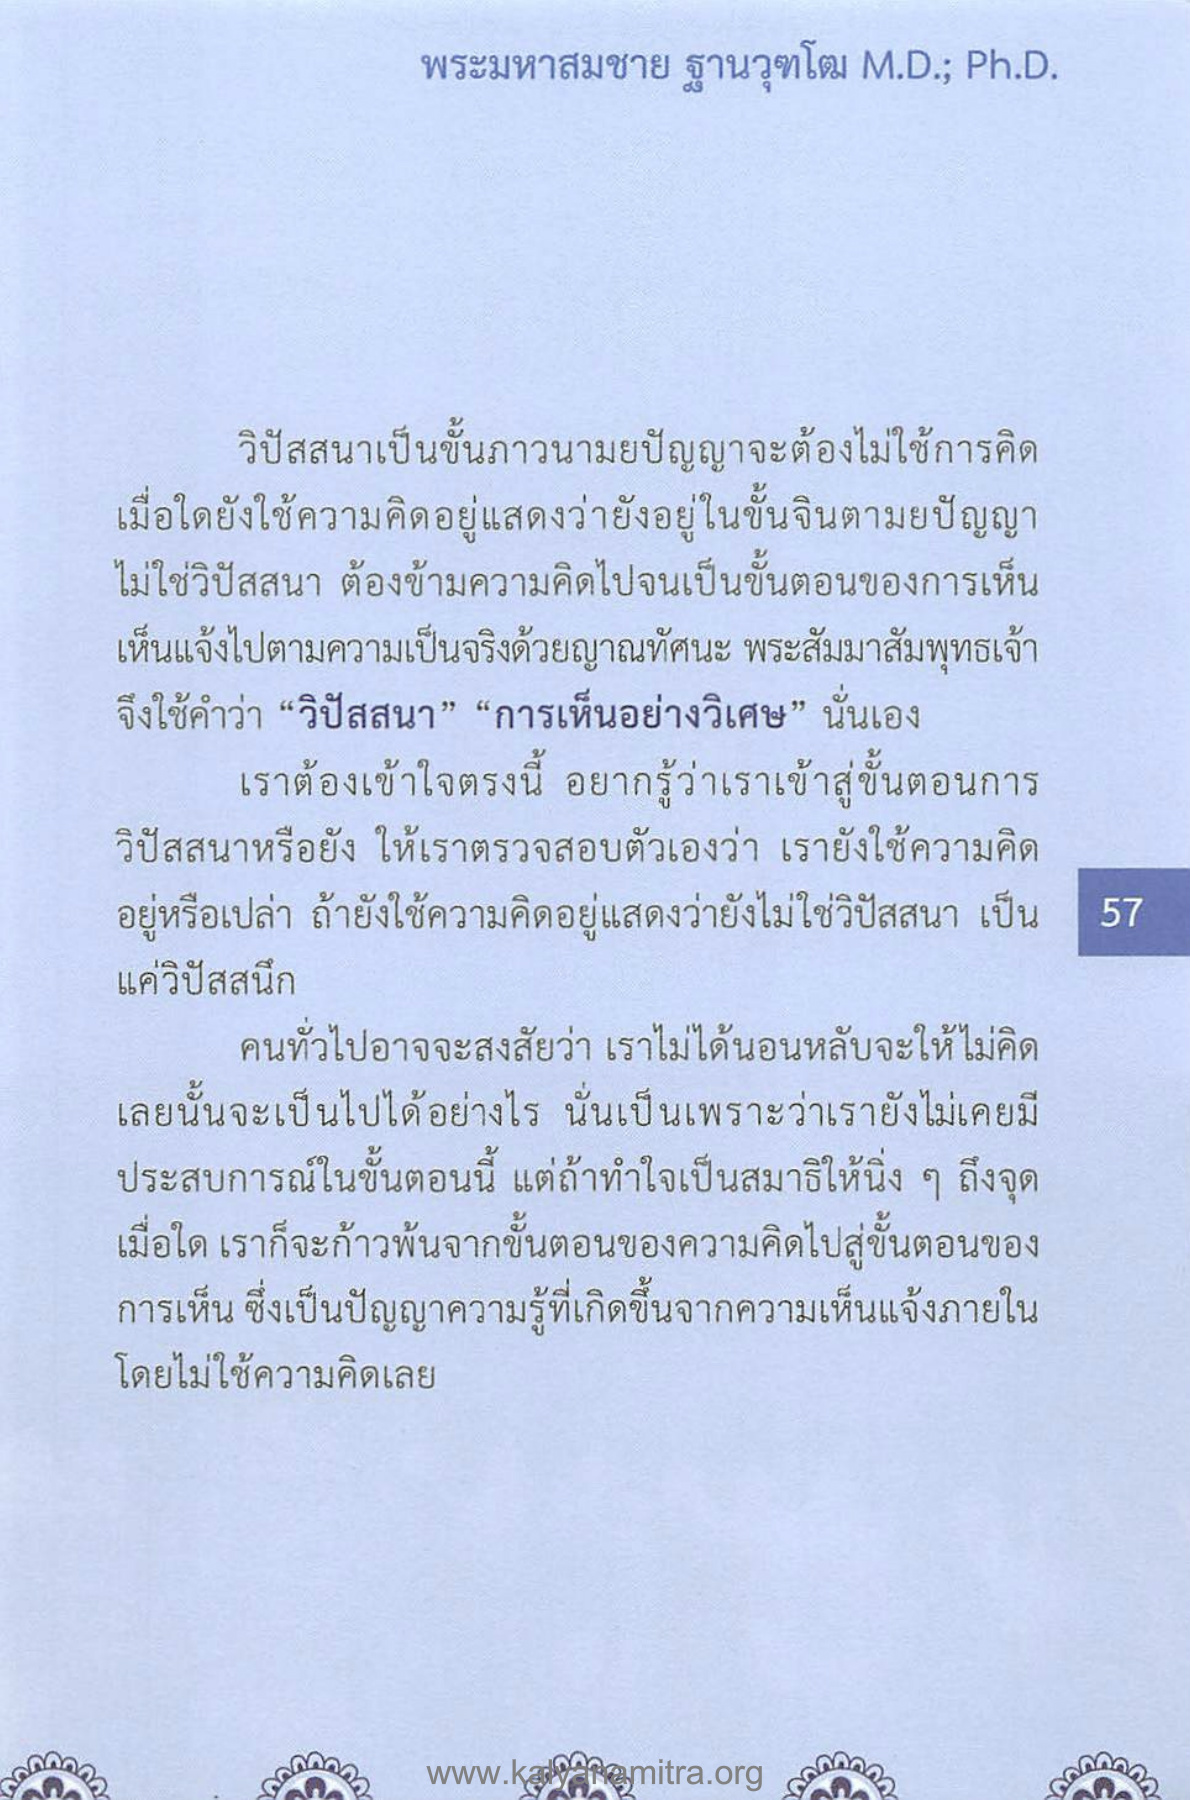 พระมหาสมชาย ฐานวุฑโฒ M.D.; Ph.D.
วิปัสสนาเป็นขั้นภาวนามยปัญญาจะต้องไม่ใช้การคิด
เมื่อใดยังใช้ความคิดอยู่แสดงว่ายังอยู่ในขั้นจินตามยปัญญา
ไม่ใช่วิปัสสนา ต้องข้ามความคิดไปจนเป็นขั้นตอนของการเห็น
เห็นแจ้งไปตามความเป็นจริงด้วยญาณทัศนะ พระสัมมาสัมพุทธเจ้า
จึงใช้คำว่า “วิปัสสนา” “การเห็นอย่างวิเศษ” นั่นเอง
เราต้องเข้าใจตรงนี้ อยากรู้ว่าเราเข้าสู่ขั้นตอนการ
วิปัสสนาหรือยัง ให้เราตรวจสอบตัวเองว่า เรายังใช้ความคิด
อยู่หรือเปล่า ถ้ายังใช้ความคิดอยู่แสดงว่ายังไม่ใช่วิปัสสนา เป็น
แค่วิปัสสนึก
57
คนทั่วไปอาจจะสงสัยว่า เราไม่ได้นอนหลับจะให้ไม่คิด
เลยนั้นจะเป็นไปได้อย่างไร นั่นเป็นเพราะว่าเรายังไม่เคยมี
ประสบการณ์ในขั้นตอนนี้ แต่ถ้าทำใจเป็นสมาธิให้นิ่ง ๆ ถึงจุด
เมื่อใด เราก็จะก้าวพ้นจากขั้นตอนของความคิดไปสู่ขั้นตอนของ
การเห็น ซึ่งเป็นปัญญาความรู้ที่เกิดขึ้นจากความเห็นแจ้งภายใน
โดยไม่ใช้ความคิดเลย
www.kalyanamitra.org